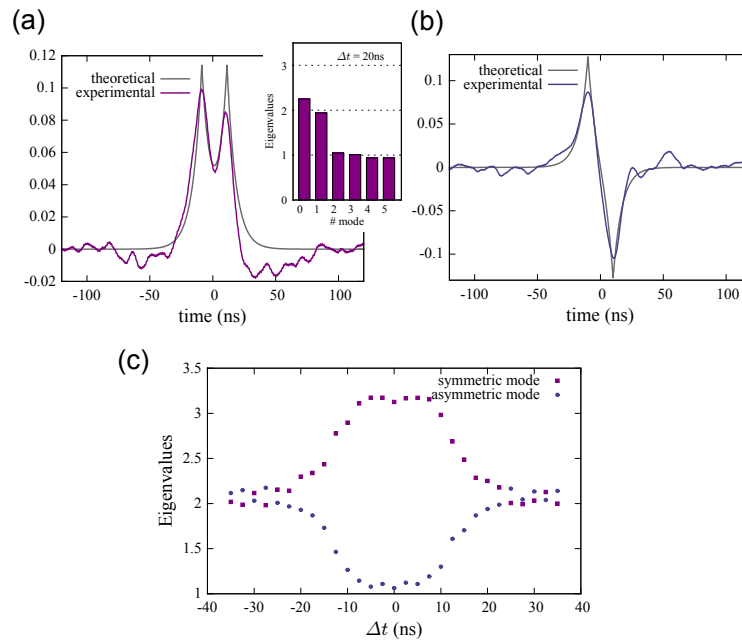 (a)
0.12
0.1
0.08
0.06
0.04
0.02
0
-0.02
-100
-50
0
50
100
time (ns)
theoretical
experimental
Δt = 20ns
3
2
1
0
Eigenvalues
0 1 2 3 4 5
# mode
(b)
0.1
0.05
0
-0.05
-0.1
-100
-50
0
50
100
time (ns)
theoretical
experimental
(c)
3.5
3
2.5
2
1.5
1
Eigenvalues
symmetric mode
asymmetric mode
-40
-30
-20
-10
0
10
20
30
40
Δt (ns)